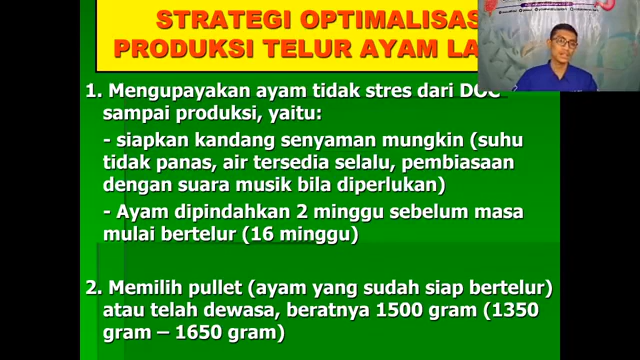 STRATEGI OPTIMALISAS
PRODUKSI TELUR AYAM LA
1. Mengupayakan ayam tidak stres dari DOC
sampai produksi, yaitu:
- siapkan kandang senyaman mungkin (suhu
tidak panas, air tersedia selalu, pembiasaan
dengan suara musik bila diperlukan)
- Ayam dipindahkan 2 minggu sebelum masa
mulai bertelur (16 minggu)
2. Memilih pullet (ayam yang sudah siap bertelur)
atau telah dewasa, beratnya 1500 gram (1350
gram – 1650 gram)